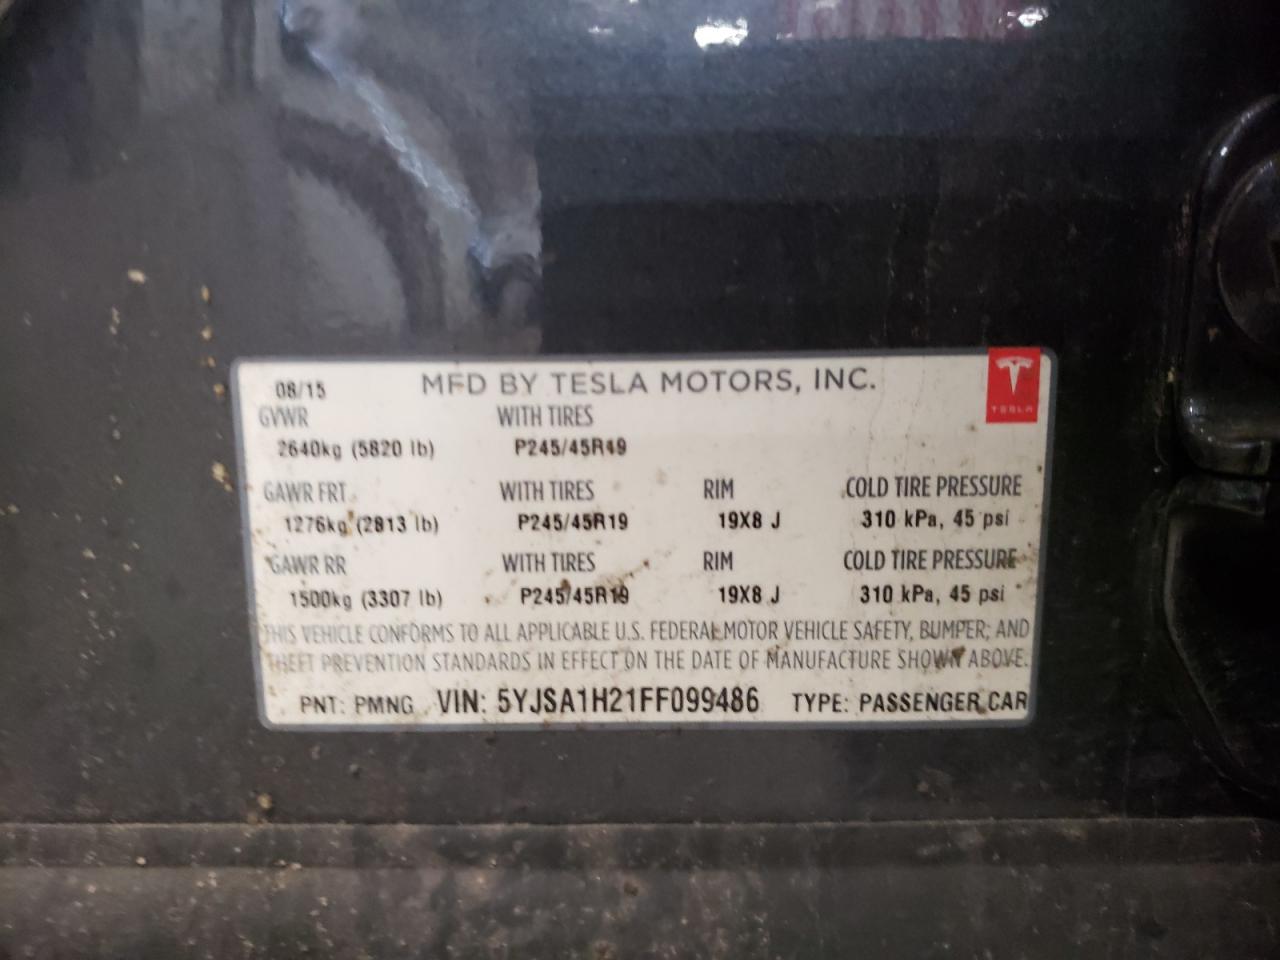 08/15 MFD BY TESLA MOTORS, INC.
TESLA
GVWR WITH TIRES
2640kg (5820 lb) P245/45R19
GAWR FRT WITH TIRES RIM COLD TIRE PRESSURE
1276kg (2813 lb) P245/45R19 19X8 J 310 kPa, 45 psi
GAWR RR WITH TIRES RIM COLD TIRE PRESSURE
1500kg (3307 lb) P245/45R19 19X8 J 310 kPa, 45 psi
THIS VEHICLE CONFORMS TO ALL APPLICABLE U.S. FEDERAL MOTOR VEHICLE SAFETY, BUMPER, AND
THEFT PREVENTION STANDARDS IN EFFECT ON THE DATE OF MANUFACTURE SHOWN ABOVE.
PNT: PMNG VIN: 5YJSA1H21FF099486 TYPE: PASSENGER CAR